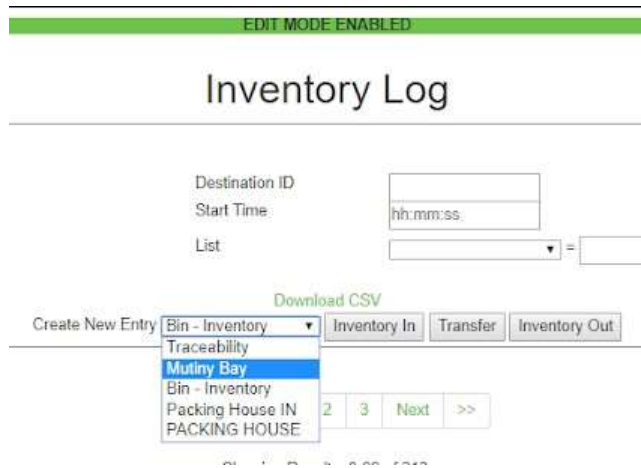 EDIT MODE ENABLED
Inventory Log
Destination ID
Start Time hh:mm:ss
List =
Download CSV
Create New Entry Bin - Inventory Inventory In Transfer Inventory Out
Traceability
Mutiny Bay
Bin - Inventory
Packing House IN 2 3 Next >>
PACKING HOUSE